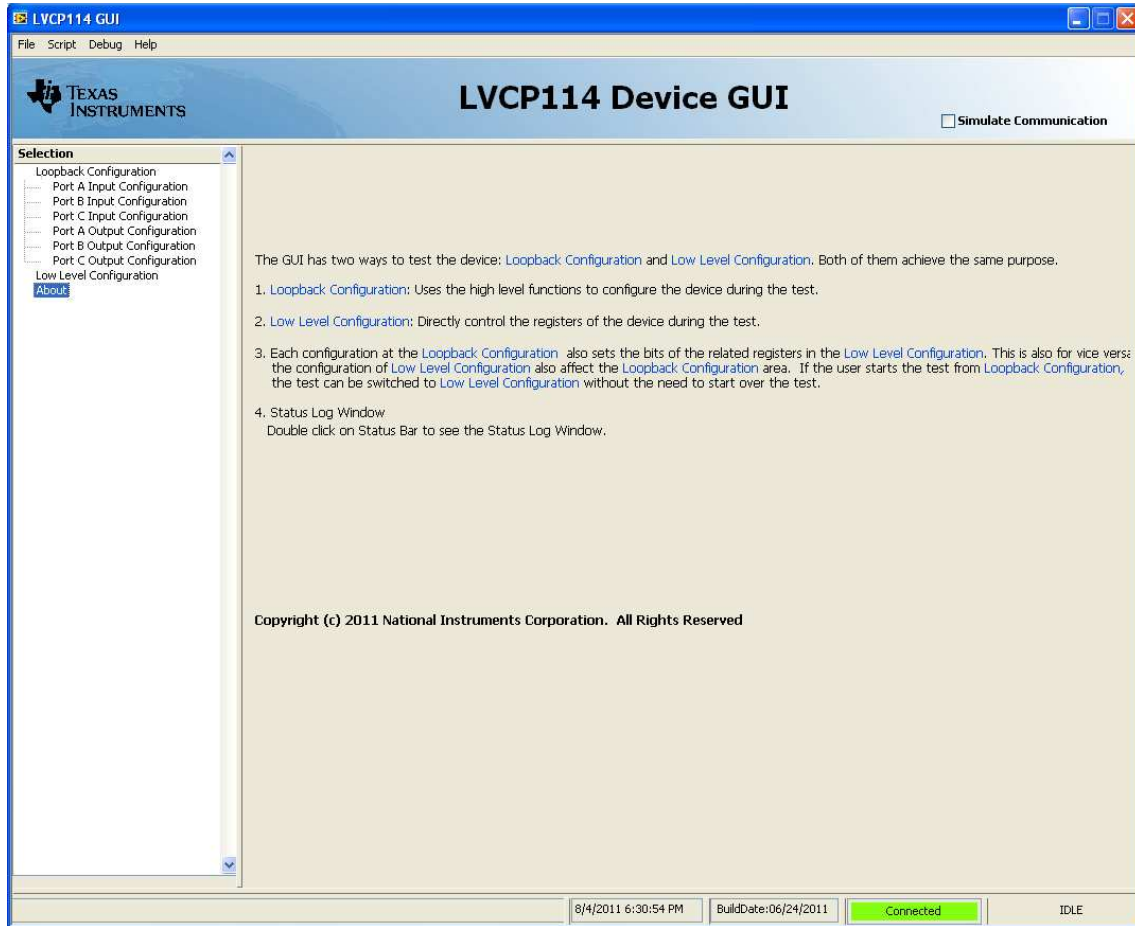 LVCP114 GUI
File Script Debug Help
TEXAS
INSTRUMENTS
LVCP114 Device GUI
Simulate Communication
Selection
Loopback Configuration
Port A Input Configuration
Port B Input Configuration
Port C Input Configuration
Port A Output Configuration
Port B Output Configuration
Port C Output Configuration
Low Level Configuration
About
The GUI has two ways to test the device: Loopback Configuration and Low Level Configuration. Both of them achieve the same purpose.
1. Loopback Configuration: Uses the high level functions to configure the device during the test.
2. Low Level Configuration: Directly control the registers of the device during the test.
3. Each configuration at the Loopback Configuration also sets the bits of the related registers in the Low Level Configuration. This is also for vice versa
the configuration of Low Level Configuration also affect the Loopback Configuration area. If the user starts the test from Loopback Configuration,
the test can be switched to Low Level Configuration without the need to start over the test.
4. Status Log Window
Double click on Status Bar to see the Status Log Window.
Copyright (c) 2011 National Instruments Corporation. All Rights Reserved
8/4/2011 6:30:54 PM BuildDate:06/24/2011 Connected IDLE